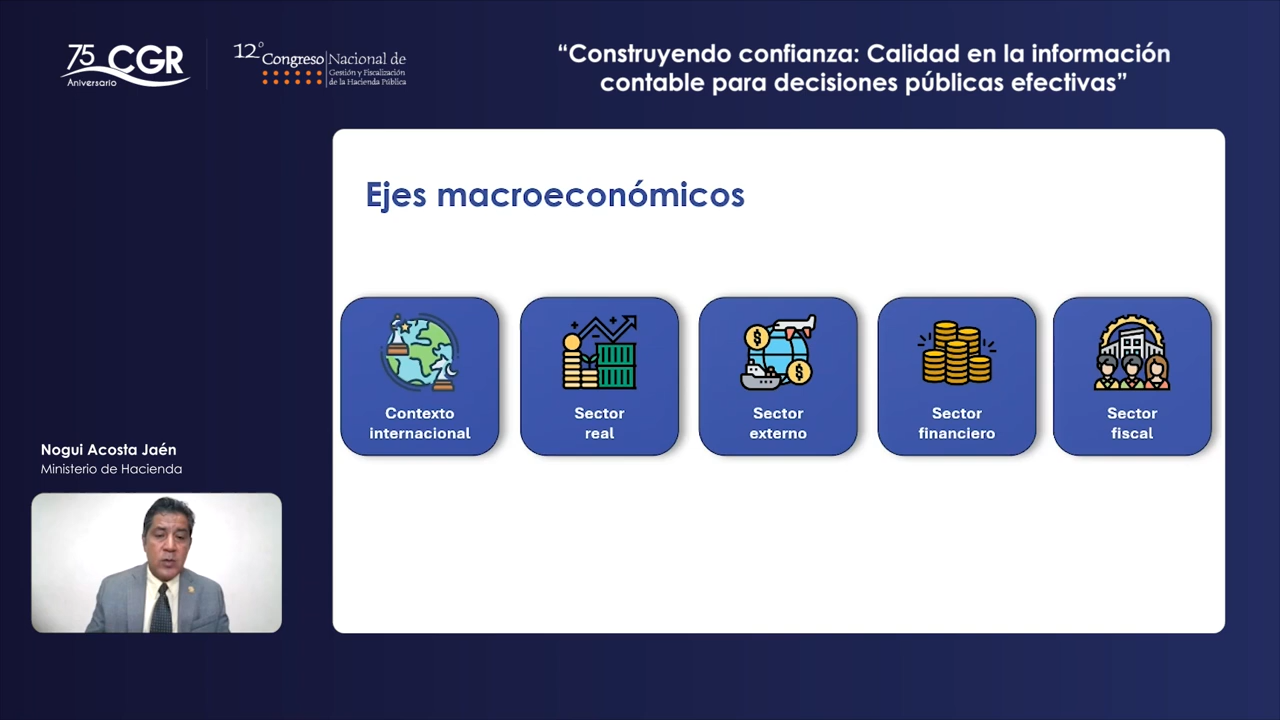 75 CGR
Aniversario
12° Congreso Nacional de
Gestión y Fiscalización
de la Hacienda Pública
“Construyendo confianza: Calidad en la información
contable para decisiones públicas efectivas”
Ejes macroeconómicos
Contexto
internacional
Sector
real
Sector
externo
Sector
financiero
Sector
fiscal
Nogui Acosta Jaén
Ministerio de Hacienda